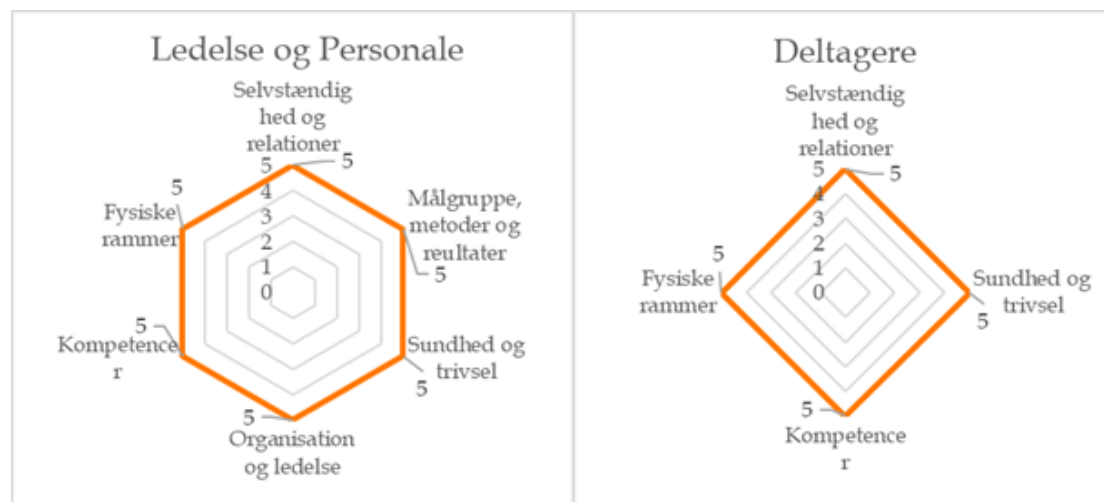 Ledelse og Personale
Selvstændig
hed og
relationer
5
5
Målgruppe,
metoder og
reultater
5
Sundhed og
trivsel
5
Organisation
og ledelse
5
Kompetence
r
5
Fysiske
rammer
5
4
3
2
1
0
Deltagere
Selvstændig
hed og
relationer
5
5
Sundhed og
trivsel
5
Kompetence
r
5
Fysiske
rammer
5
4
3
2
1
0